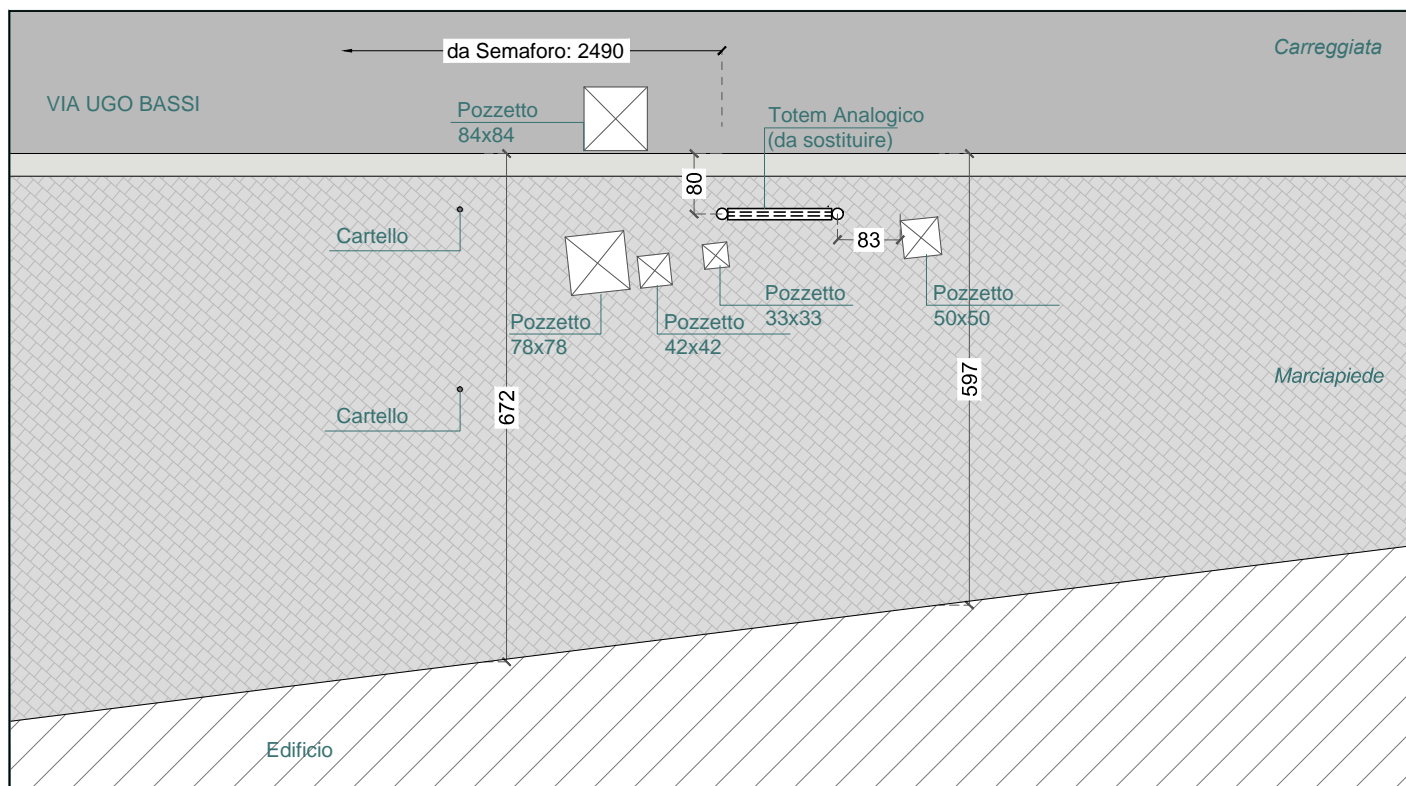 da Semaforo: 2490
Carreggiata
VIA UGO BASSI
Pozzetto
84x84
Totem Analogico
(da sostituire)
80
Cartello
83
Pozzetto
33x33
Pozzetto
50x50
Pozzetto
78x78
Pozzetto
42x42
597
Marciapiede
672
Cartello
Edificio